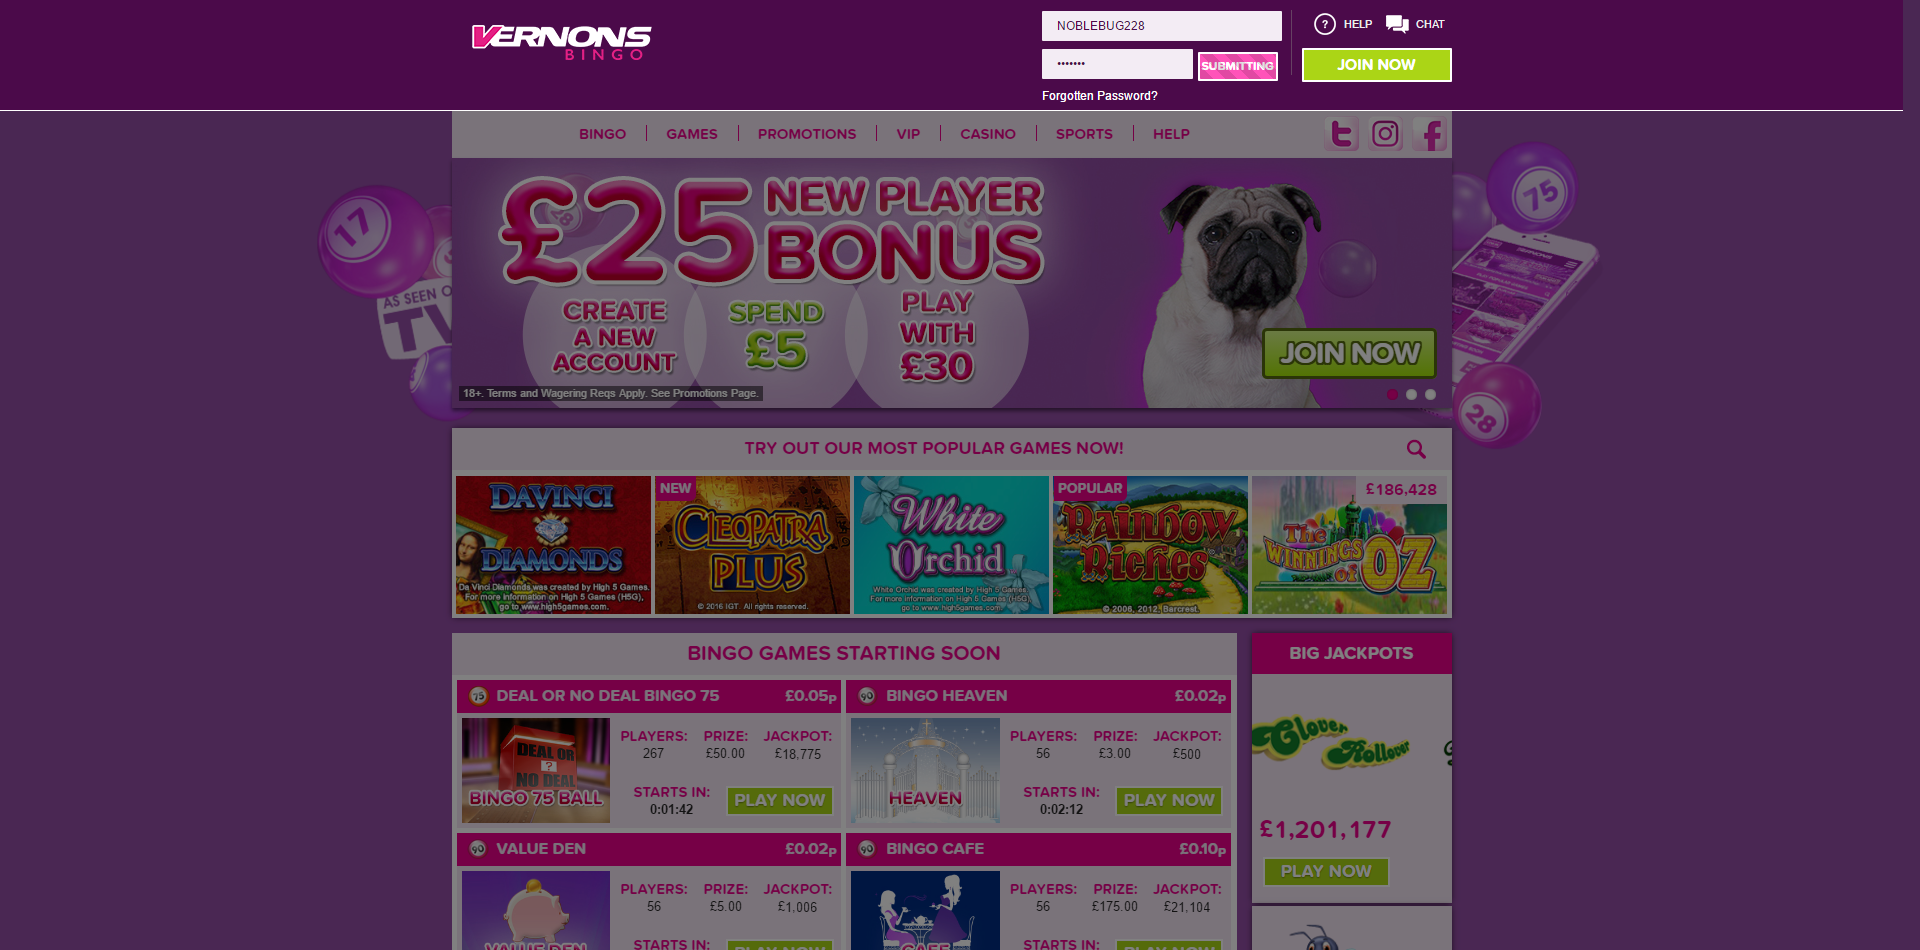 VERNONS
BINGO
NOBLEBUG228
•••••••
SUBMITTING
Forgotten Password?
? HELP
CHAT
JOIN NOW
BINGO
GAMES
PROMOTIONS
VIP
CASINO
SPORTS
HELP
17
AS SEEN ON
TV
£25 NEW PLAYER
BONUS
28
CREATE
A NEW
ACCOUNT
SPEND
£5
PLAY
WITH
£30
JOIN NOW
18+. Terms and Wagering Reqs Apply. See Promotions Page.
75
28
TRY OUT OUR MOST POPULAR GAMES NOW!
DAVINCI
DIAMONDS
Da Vinci Diamonds was created by High 5 Games.
For more information on High 5 Games (H5G),
go to www.high5games.com.
NEW
CLEOPATRA
PLUS
© 2016 IGT. All rights reserved.
White
Orchid
White Orchid was created by High 5 Games.
For more information on High 5 Games (H5G),
go to www.high5games.com.
POPULAR
Rainbow
Riches
© 2008, 2012, Barcrest.
£186,428
The
WINNINGS
of OZ
BINGO GAMES STARTING SOON
75 DEAL OR NO DEAL BINGO 75 £0.05p
DEAL OR
?
NO DEAL
BINGO 75 BALL
PLAYERS: PRIZE: JACKPOT:
267 £50.00 £18,775
STARTS IN:
0:01:42
PLAY NOW
90 BINGO HEAVEN £0.02p
HEAVEN
PLAYERS: PRIZE: JACKPOT:
56 £3.00 £500
STARTS IN:
0:02:12
PLAY NOW
90 VALUE DEN £0.02p
VALUE DEN
PLAYERS: PRIZE: JACKPOT:
56 £5.00 £1,006
STARTS IN:
PLAY NOW
90 BINGO CAFE £0.10p
CAFE
PLAYERS: PRIZE: JACKPOT:
56 £175.00 £21,104
STARTS IN:
PLAY NOW
BIG JACKPOTS
Clover
Rollover
£1,201,177
PLAY NOW